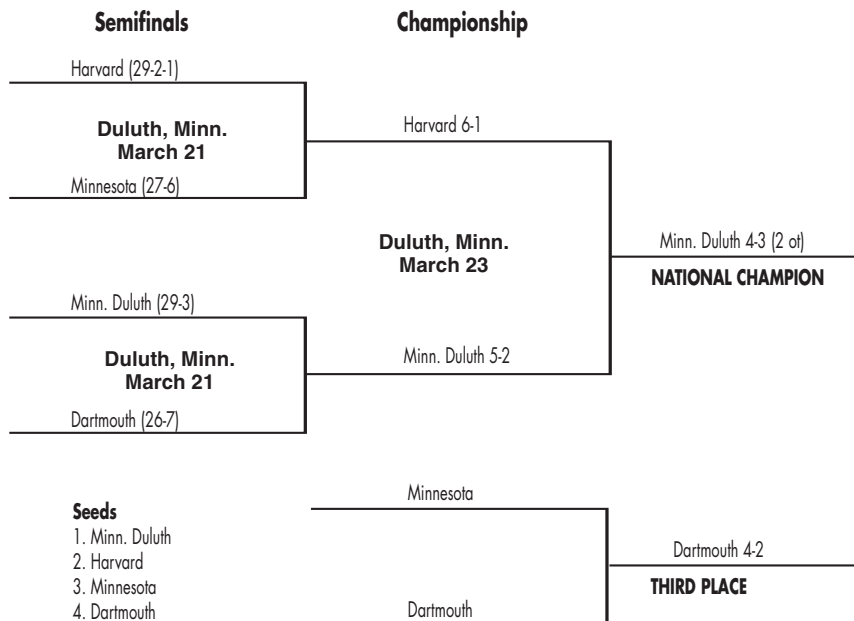 Semifinals
Championship
Harvard (29-2-1)
Duluth, Minn.
March 21
Minnesota (27-6)
Harvard 6-1
Duluth, Minn.
March 23
Minn. Duluth 4-3 (2 ot)
NATIONAL CHAMPION
Minn. Duluth (29-3)
Duluth, Minn.
March 21
Dartmouth (26-7)
Minn. Duluth 5-2
Seeds
1. Minn. Duluth
2. Harvard
3. Minnesota
4. Dartmouth
Minnesota
Dartmouth
Dartmouth 4-2
THIRD PLACE